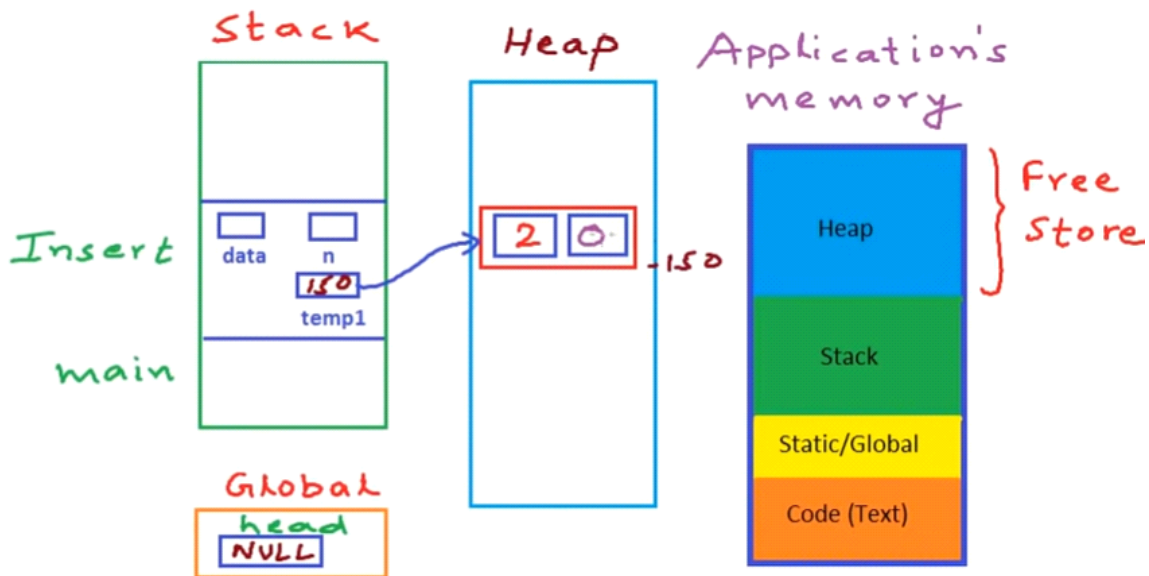 Stack
Insert
data
n
150
temp1
main
Global
head
NULL
Heap
2
0
-150
Application's
memory
Heap
Stack
Static/Global
Code (Text)
Free
Store